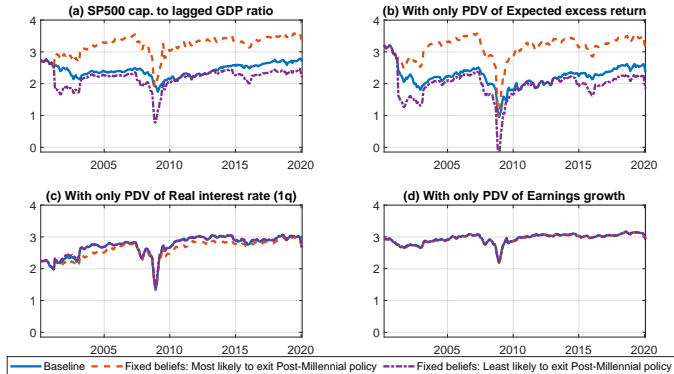 (a) SP500 cap. to lagged GDP ratio
4
3
2
1
0
2005 2010 2015 2020
(b) With only PDV of Expected excess return
4
3
2
1
0
2005 2010 2015 2020
(c) With only PDV of Real interest rate (1q)
4
3
2
1
0
2005 2010 2015 2020
(d) With only PDV of Earnings growth
4
3
2
1
0
2005 2010 2015 2020
Baseline Fixed beliefs: Most likely to exit Post-Millennial policy Fixed beliefs: Least likely to exit Post-Millennial policy